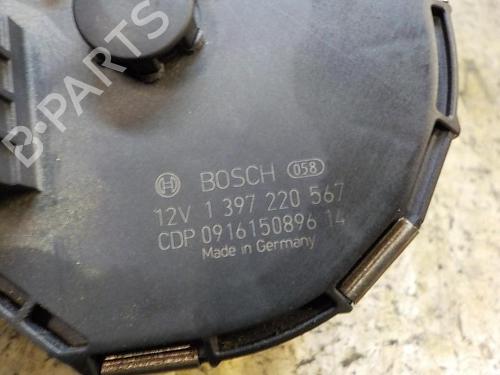 B-PARTS
BOSCH 058
12V 1 397 220 567
CDP 0916150896 14
Made in Germany